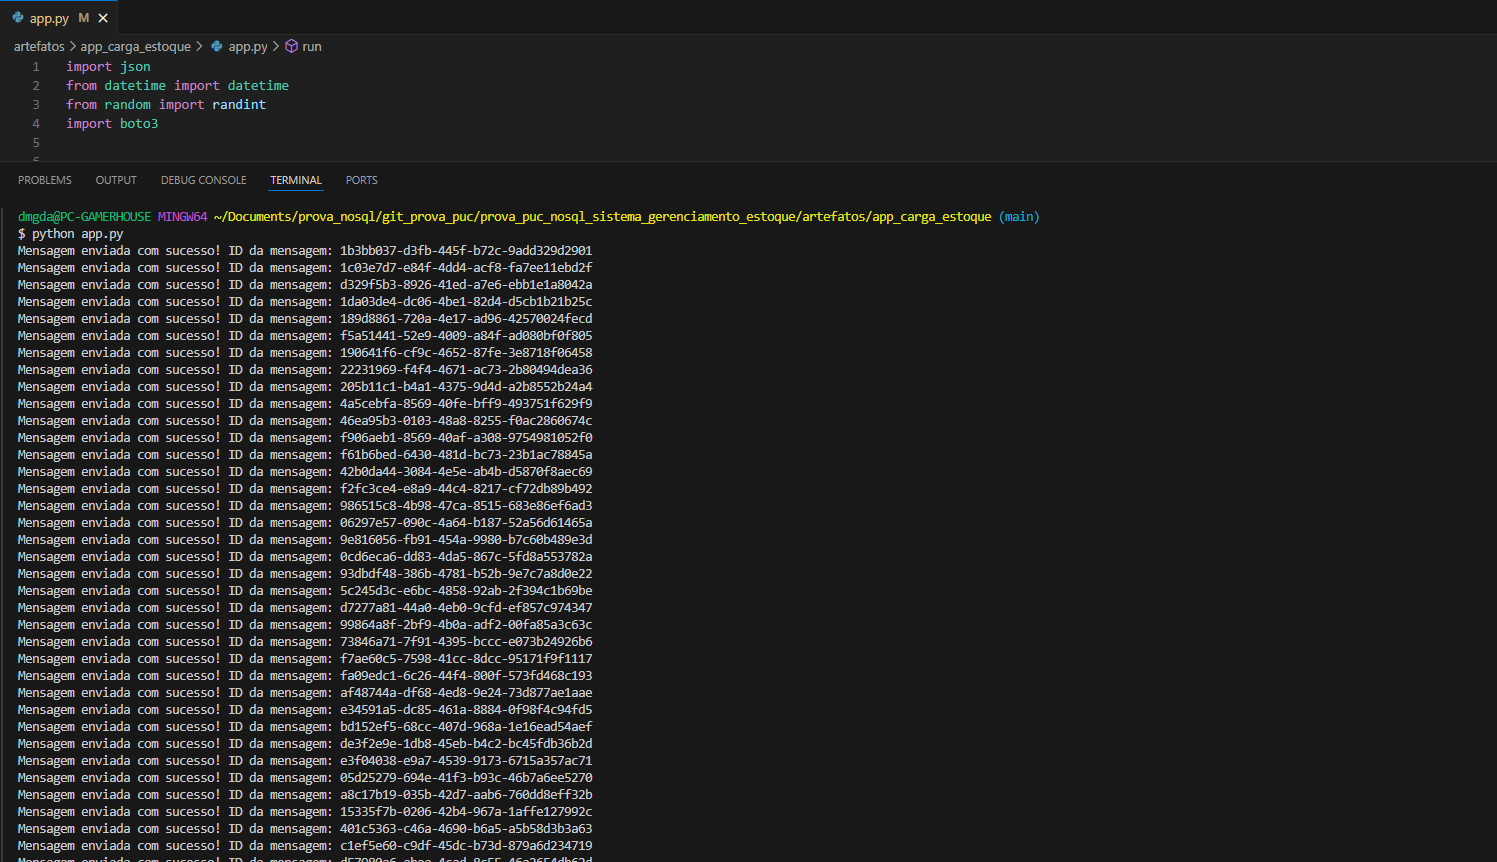 app.py M
artefatos > app_carga_estoque > app.py > run
1 import json
2 from datetime import datetime
3 from random import randint
4 import boto3
5
6
PROBLEMS OUTPUT DEBUG CONSOLE TERMINAL PORTS
dmgda@PC-GAMERHOUSE MINGW64 ~/Documents/prova_nosql/git_prova_puc/prova_puc_nosql_sistema_gerenciamento_estoque/artefatos/app_carga_estoque (main)
$ python app.py
Mensagem enviada com sucesso! ID da mensagem: 1b3bb037-d3fb-445f-b72c-9add329d2901
Mensagem enviada com sucesso! ID da mensagem: 1c03e7d7-e84f-4dd4-acf8-fa7ee11ebd2f
Mensagem enviada com sucesso! ID da mensagem: d329f5b3-8926-41ed-a7e6-ebb1e1a8042a
Mensagem enviada com sucesso! ID da mensagem: 1da03de4-dc06-4be1-82d4-d5cb1b21b25c
Mensagem enviada com sucesso! ID da mensagem: 189d8861-720a-4e17-ad96-42570024fecd
Mensagem enviada com sucesso! ID da mensagem: f5a51441-52e9-4009-a84f-ad080bf0f805
Mensagem enviada com sucesso! ID da mensagem: 190641f6-cf9c-4652-87fe-3e8718f06458
Mensagem enviada com sucesso! ID da mensagem: 22231969-f4f4-4671-ac73-2b80494dea36
Mensagem enviada com sucesso! ID da mensagem: 205b11c1-b4a1-4375-9d4d-a2b8552b24a4
Mensagem enviada com sucesso! ID da mensagem: 4a5cebfa-8569-40fe-bff9-493751f629f9
Mensagem enviada com sucesso! ID da mensagem: 46ea95b3-0103-48a8-8255-f0ac2860674c
Mensagem enviada com sucesso! ID da mensagem: f906aeb1-8569-40af-a308-9754981052f0
Mensagem enviada com sucesso! ID da mensagem: f61b6bed-6430-481d-bc73-23b1ac78845a
Mensagem enviada com sucesso! ID da mensagem: 42b0da44-3084-4e5e-ab4b-d5870f8aec69
Mensagem enviada com sucesso! ID da mensagem: f2fc3ce4-e8a9-44c4-8217-cf72db89b492
Mensagem enviada com sucesso! ID da mensagem: 986515c8-4b98-47ca-8515-683e86ef6ad3
Mensagem enviada com sucesso! ID da mensagem: 06297e57-090c-4a64-b187-52a56d61465a
Mensagem enviada com sucesso! ID da mensagem: 9e816056-fb91-454a-9980-b7c60b489e3d
Mensagem enviada com sucesso! ID da mensagem: 0cd6eca6-dd83-4da5-867c-5fd8a553782a
Mensagem enviada com sucesso! ID da mensagem: 93dbdf48-386b-4781-b52b-9e7c7a8d0e22
Mensagem enviada com sucesso! ID da mensagem: 5c245d3c-e6bc-4858-92ab-2f394c1b69be
Mensagem enviada com sucesso! ID da mensagem: d7277a81-44a0-4eb0-9cfd-ef857c974347
Mensagem enviada com sucesso! ID da mensagem: 99864a8f-2bf9-4b0a-adf2-00fa85a3c63c
Mensagem enviada com sucesso! ID da mensagem: 73846a71-7f91-4395-bccc-e073b24926b6
Mensagem enviada com sucesso! ID da mensagem: f7ae60c5-7598-41cc-8dcc-95171f9f1117
Mensagem enviada com sucesso! ID da mensagem: fa09edc1-6c26-44f4-800f-573fd468c193
Mensagem enviada com sucesso! ID da mensagem: af48744a-df68-4ed8-9e24-73d877ae1aae
Mensagem enviada com sucesso! ID da mensagem: e34591a5-dc85-461a-8884-0f98f4c94fd5
Mensagem enviada com sucesso! ID da mensagem: bd152ef5-68cc-407d-968a-1e16ead54aef
Mensagem enviada com sucesso! ID da mensagem: de3f2e9e-1db8-45eb-b4c2-bc45fdb36b2d
Mensagem enviada com sucesso! ID da mensagem: e3f04038-e9a7-4539-9173-6715a357ac71
Mensagem enviada com sucesso! ID da mensagem: 05d25279-694e-41f3-b93c-46b7a6ee5270
Mensagem enviada com sucesso! ID da mensagem: a8c17b19-035b-42d7-aab6-760dd8eff32b
Mensagem enviada com sucesso! ID da mensagem: 15335f7b-0206-42b4-967a-1affe127992c
Mensagem enviada com sucesso! ID da mensagem: 401c5363-c46a-4690-b6a5-a5b58d3b3a63
Mensagem enviada com sucesso! ID da mensagem: c1ef5e60-c9df-45dc-b73d-879a6d234719
Mensagem enviada com sucesso! ID da mensagem: